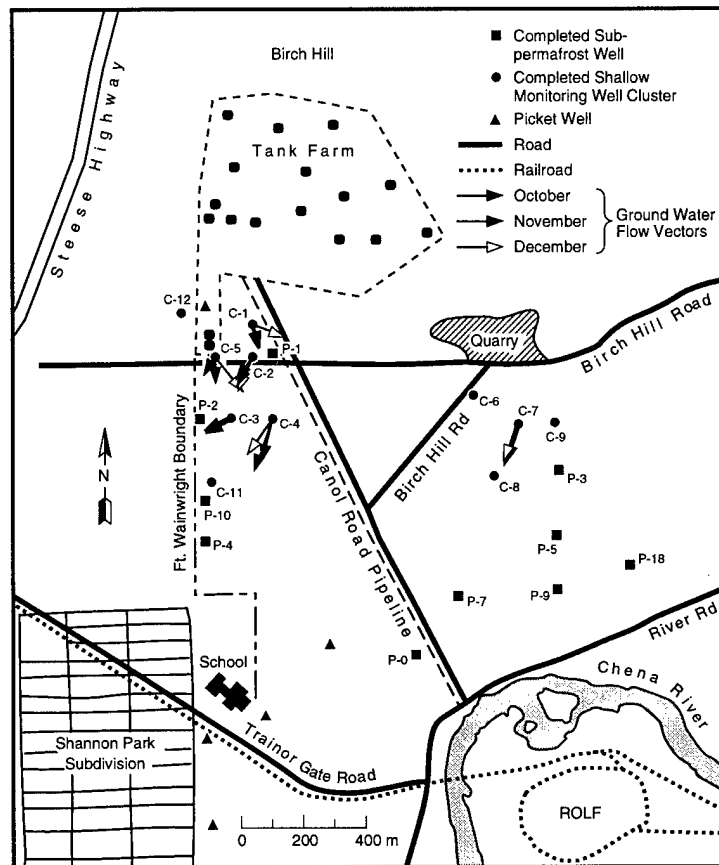 Birch Hill
Steese Highway
Tank Farm
Completed Sub-
permafrost Well
Completed Shallow
Monitoring Well Cluster
Picket Well
Road
Railroad
October
November
December
Ground Water
Flow Vectors
C-12
C-1
P-1
C-5
C-2
Quarry
Birch Hill Road
P-2
C-3
C-4
C-6
C-7
C-9
Birch Hill Rd
N
Ft. Wainwright Boundary
C-11
P-10
P-4
Canol Road Pipeline
C-8
P-3
P-5
P-18
P-7
P-9
P-0
River Rd
School
Chena River
Trainor Gate Road
Shannon Park
Subdivision
ROLF
0 200 400 m